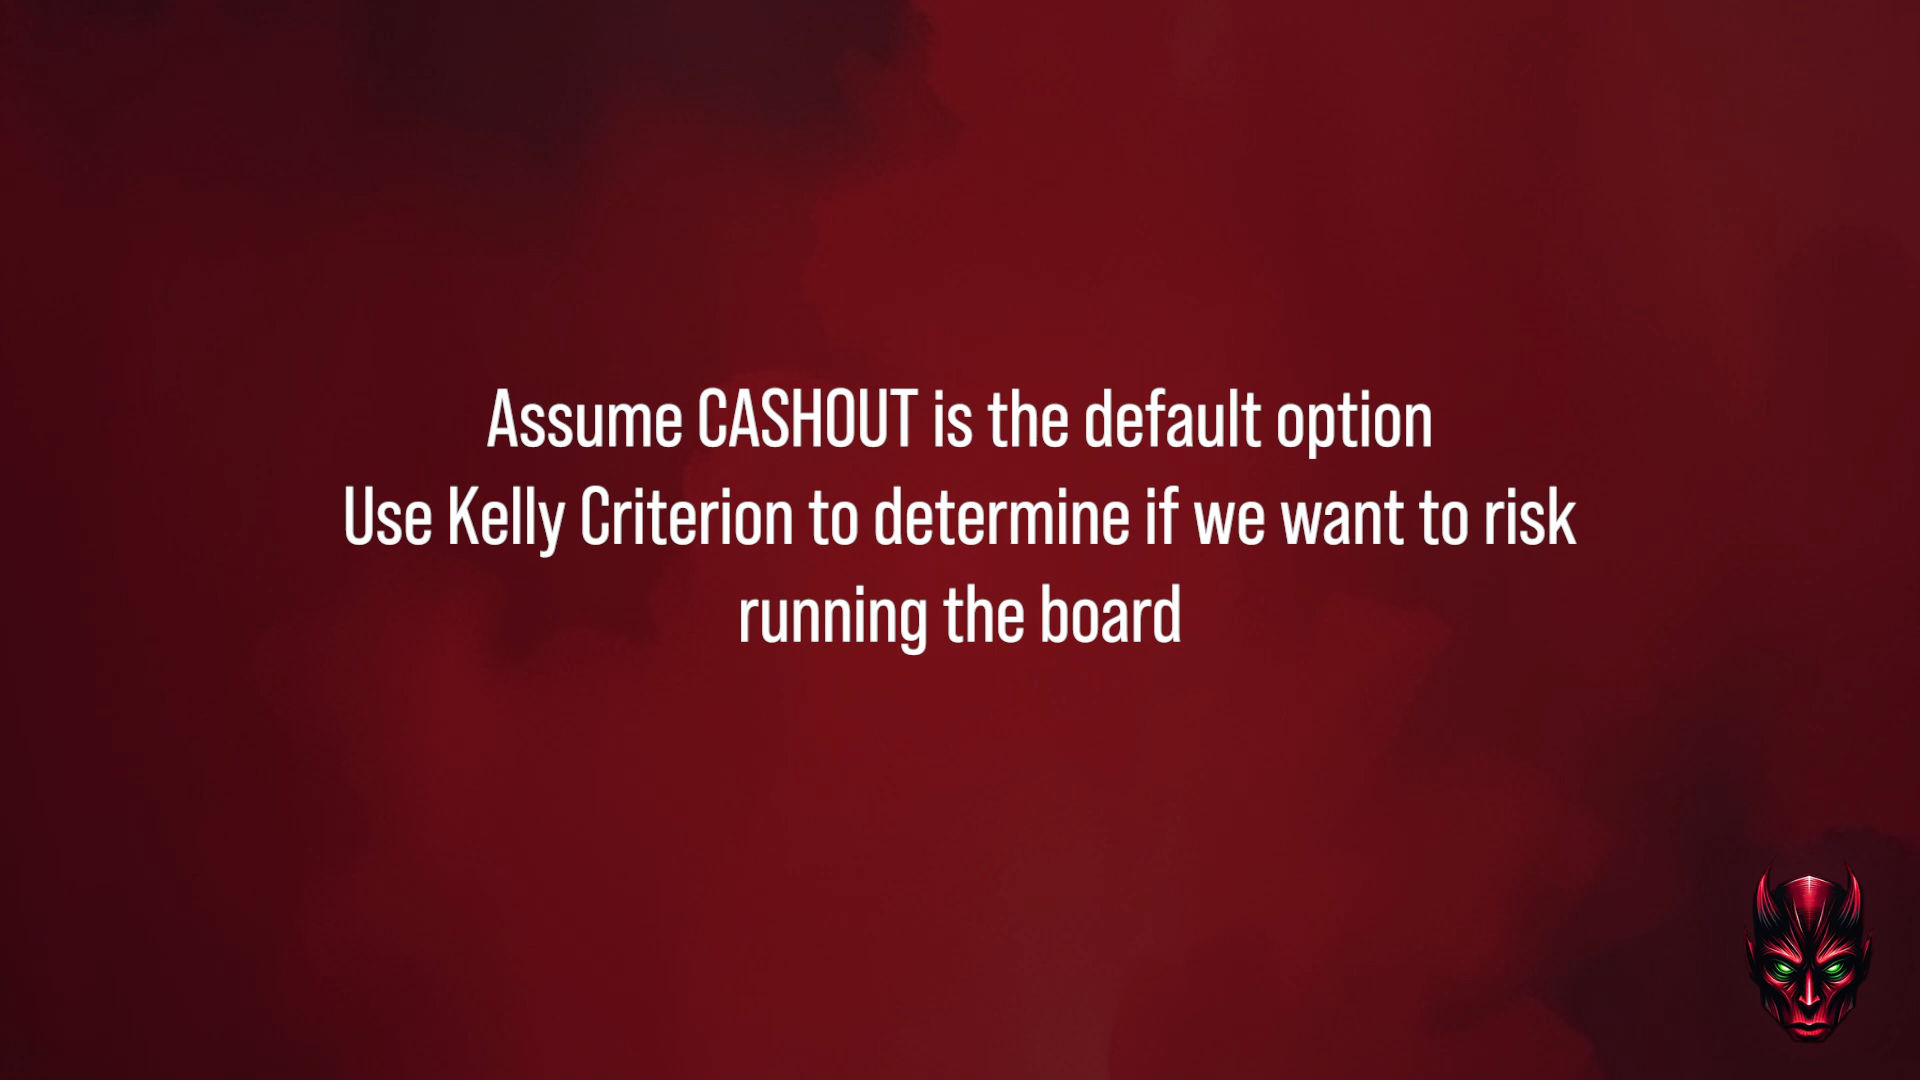 Assume CASHOUT is the default option
Use Kelly Criterion to determine if we want to risk
running the board